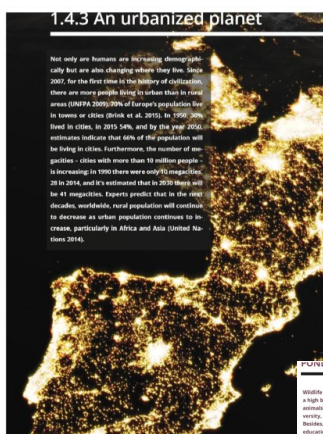 1.4.3 An urbanized planet
Not only are humans are increasing demographi-
cally but are also changing where they live. Since
2007, for the first time in the history of civilization,
there are more people living in urban than in rural
areas (UNFPA 2009). 70% of Europe's population live
in towns or cities (Brink et al. 2015). In 1950, 30%
lived in cities, in 2015 54%, and by the year 2050,
estimates indicate that 66% of the population will
be living in cities. Furthermore, the number of me-
gacities – cities with more than 10 million people –
is increasing: in 1990 there were only 10 megacities,
28 in 2014, and it's estimated that in 2030 there will
be 41 megacities. Experts predict that in the next
decades, worldwide, rural population will continue
to decrease as urban population continues to in-
crease, particularly in Africa and Asia (United Na-
tions 2014).
Wildlife
a high b
animals
versity,
Besides,
educati